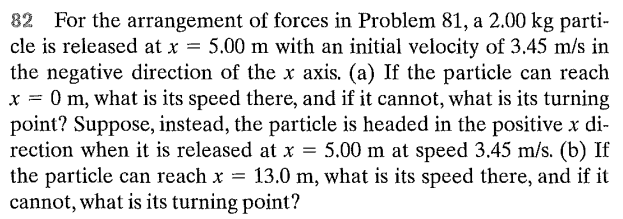 82 For the arrangement of forces in Problem 81, a 2.00 kg parti-
cle is released at x = 5.00 m with an initial velocity of 3.45 m/s in
the negative direction of the x axis. (a) If the particle can reach
x = 0 m, what is its speed there, and if it cannot, what is its turning
point? Suppose, instead, the particle is headed in the positive x di-
rection when it is released at x = 5.00 m at speed 3.45 m/s. (b) If
the particle can reach x = 13.0 m, what is its speed there, and if it
cannot, what is its turning point?